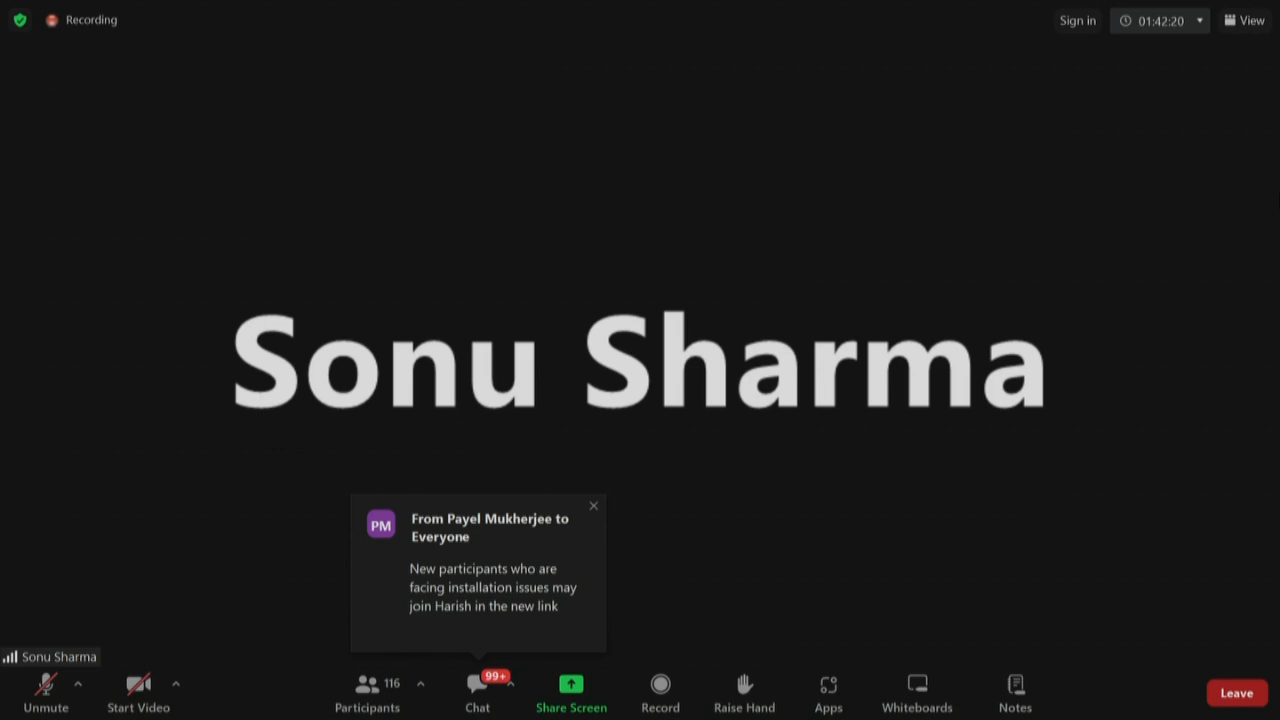 Recording
Sign in
01:42:20
View
Sonu Sharma
PM
From Payel Mukherjee to
Everyone
New participants who are
facing installation issues may
join Harish in the new link
Sonu Sharma
116
99+
Unmute
Start Video
Participants
Chat
Share Screen
Record
Raise Hand
Apps
Whiteboards
Notes
Leave